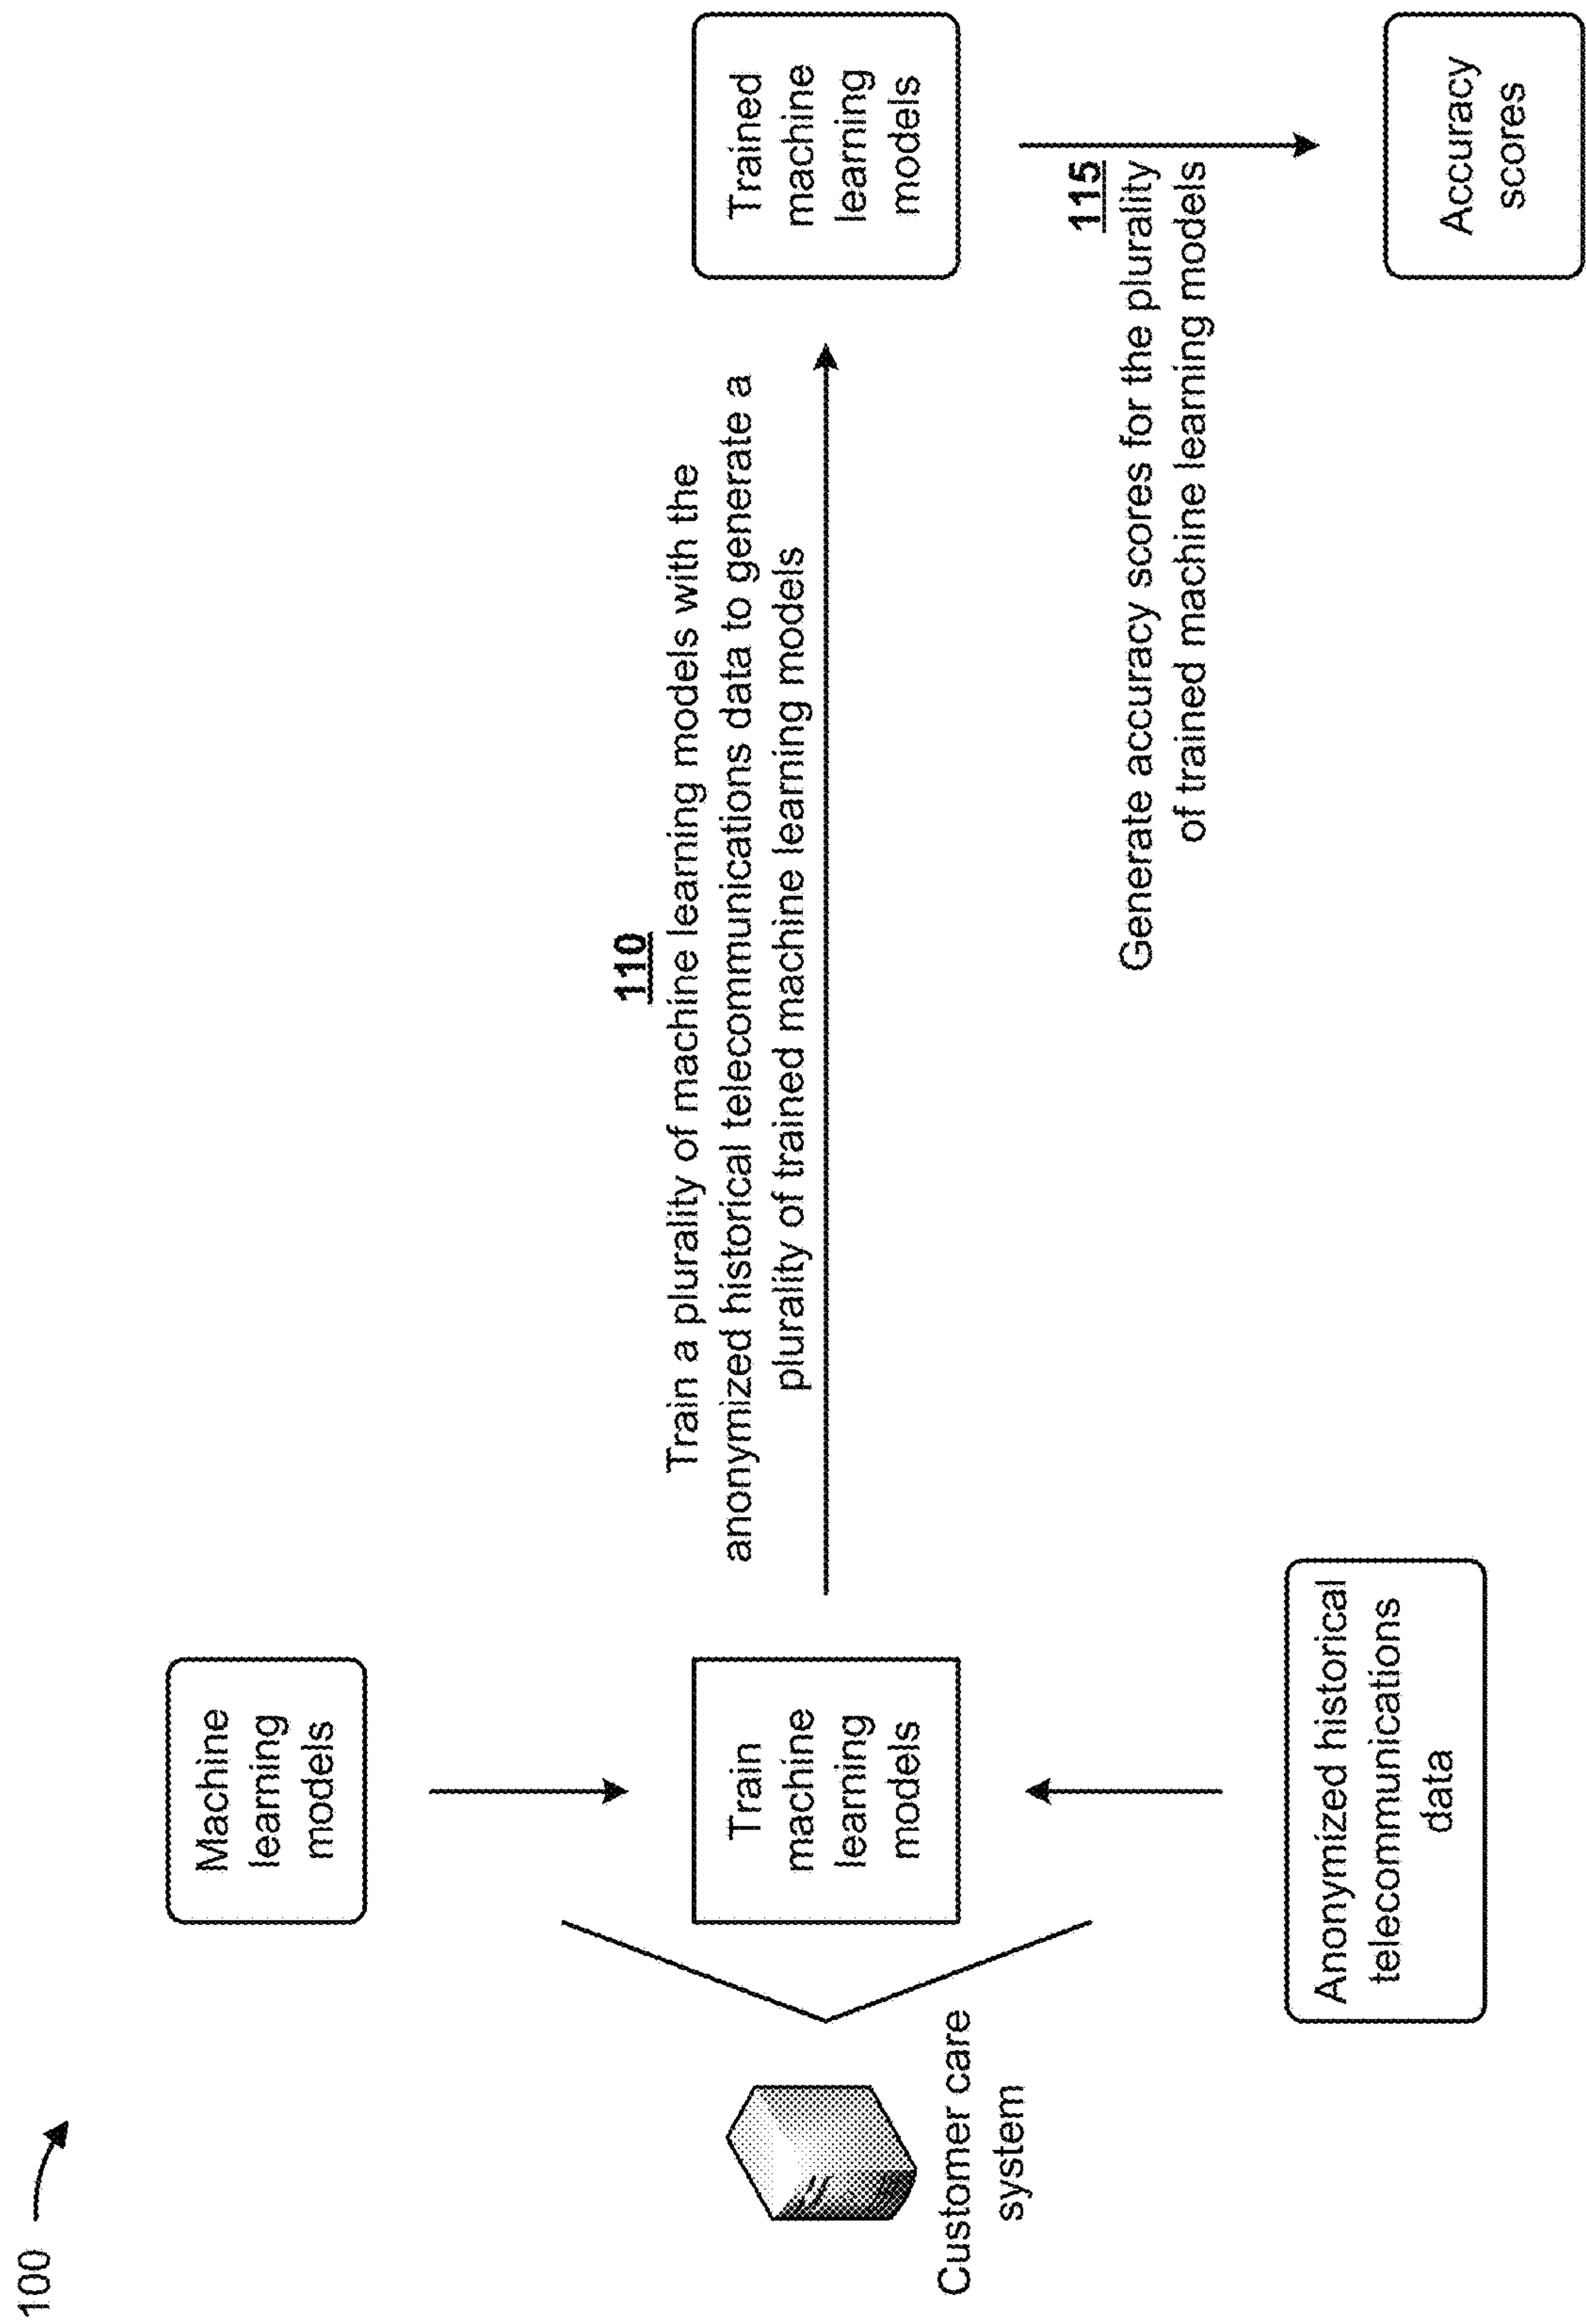 100
Machine
learning
models
Customer care
system
Train
machine
learning
models
Anonymized historical
telecommunications
data
110
Train a plurality of machine learning models with the
anonymized historical telecommunications data to generate a
plurality of trained machine learning models
Trained
machine
learning
models
115
Generate accuracy scores for the plurality
of trained machine learning models
Accuracy
scores